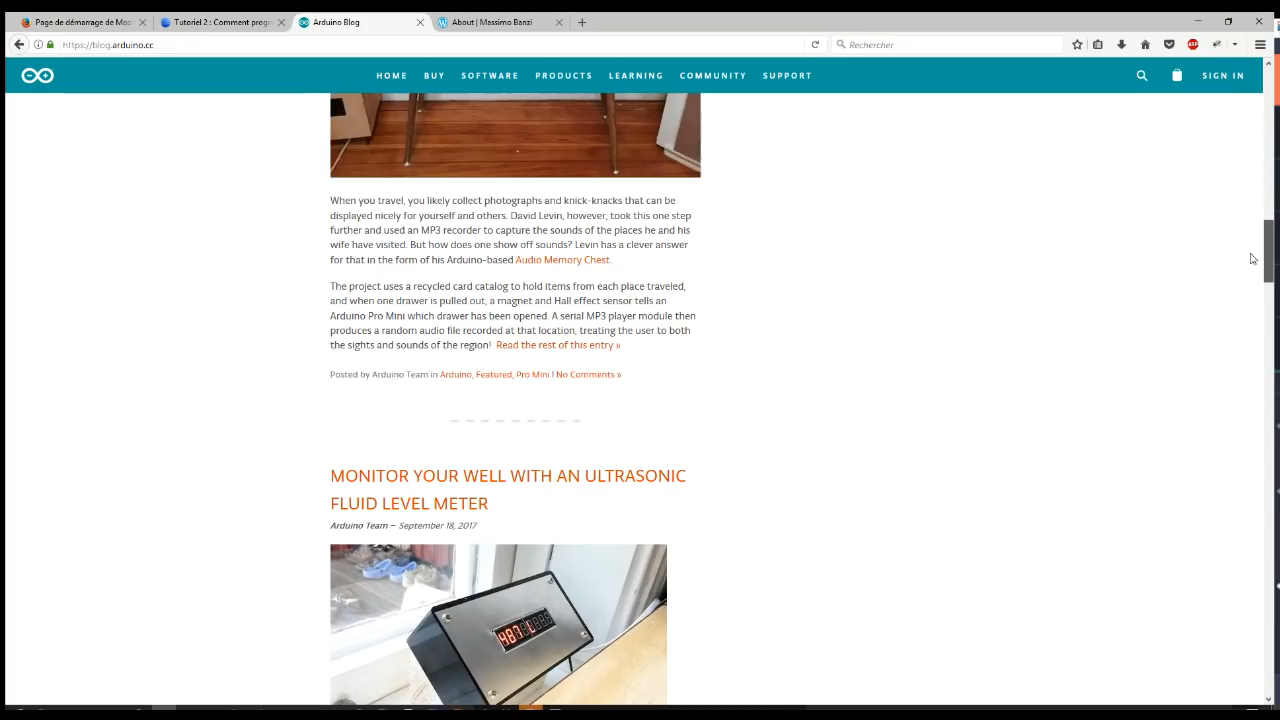 Page de démarrage de Moz
Tutoriel 2 : Comment progr
Arduino Blog
About | Massimo Banzi
https://blog.arduino.cc
Rechercher
ABP
HOME BUY SOFTWARE PRODUCTS LEARNING COMMUNITY SUPPORT
SIGN IN
When you travel, you likely collect photographs and knick-knacks that can be
displayed nicely for yourself and others. David Levin, however, took this one step
further and used an MP3 recorder to capture the sounds of the places he and his
wife have visited. But how does one show off sounds? Levin has a clever answer
for that in the form of his Arduino-based Audio Memory Chest.
The project uses a recycled card catalog to hold items from each place traveled,
and when one drawer is pulled out, a magnet and Hall effect sensor tells an
Arduino Pro Mini which drawer has been opened. A serial MP3 player module then
produces a random audio file recorded at that location, treating the user to both
the sights and sounds of the region! Read the rest of this entry »
Posted by Arduino Team in Arduino, Featured, Pro Mini | No Comments »
MONITOR YOUR WELL WITH AN ULTRASONIC
FLUID LEVEL METER
Arduino Team — September 18, 2017
487 L